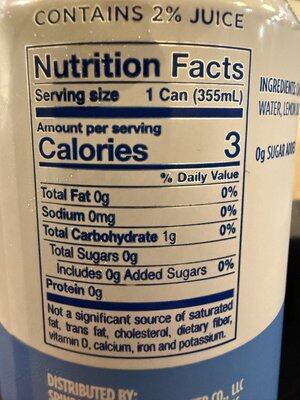 CONTAINS 2% JUICE
Nutrition Facts
Serving size 1 Can (355mL)
Amount per serving
Calories 3
% Daily Value
Total Fat 0g 0%
Sodium 0mg 0%
Total Carbohydrate 1g 0%
Total Sugars 0g
Includes 0g Added Sugars 0%
Protein 0g
Not a significant source of saturated
fat, trans fat, cholesterol, dietary fiber,
vitamin D, calcium, iron and potassium.
INGREDIENTS:
WATER, LEMON
0g SUGAR
DISTRIBUTED BY:
CO., LLC